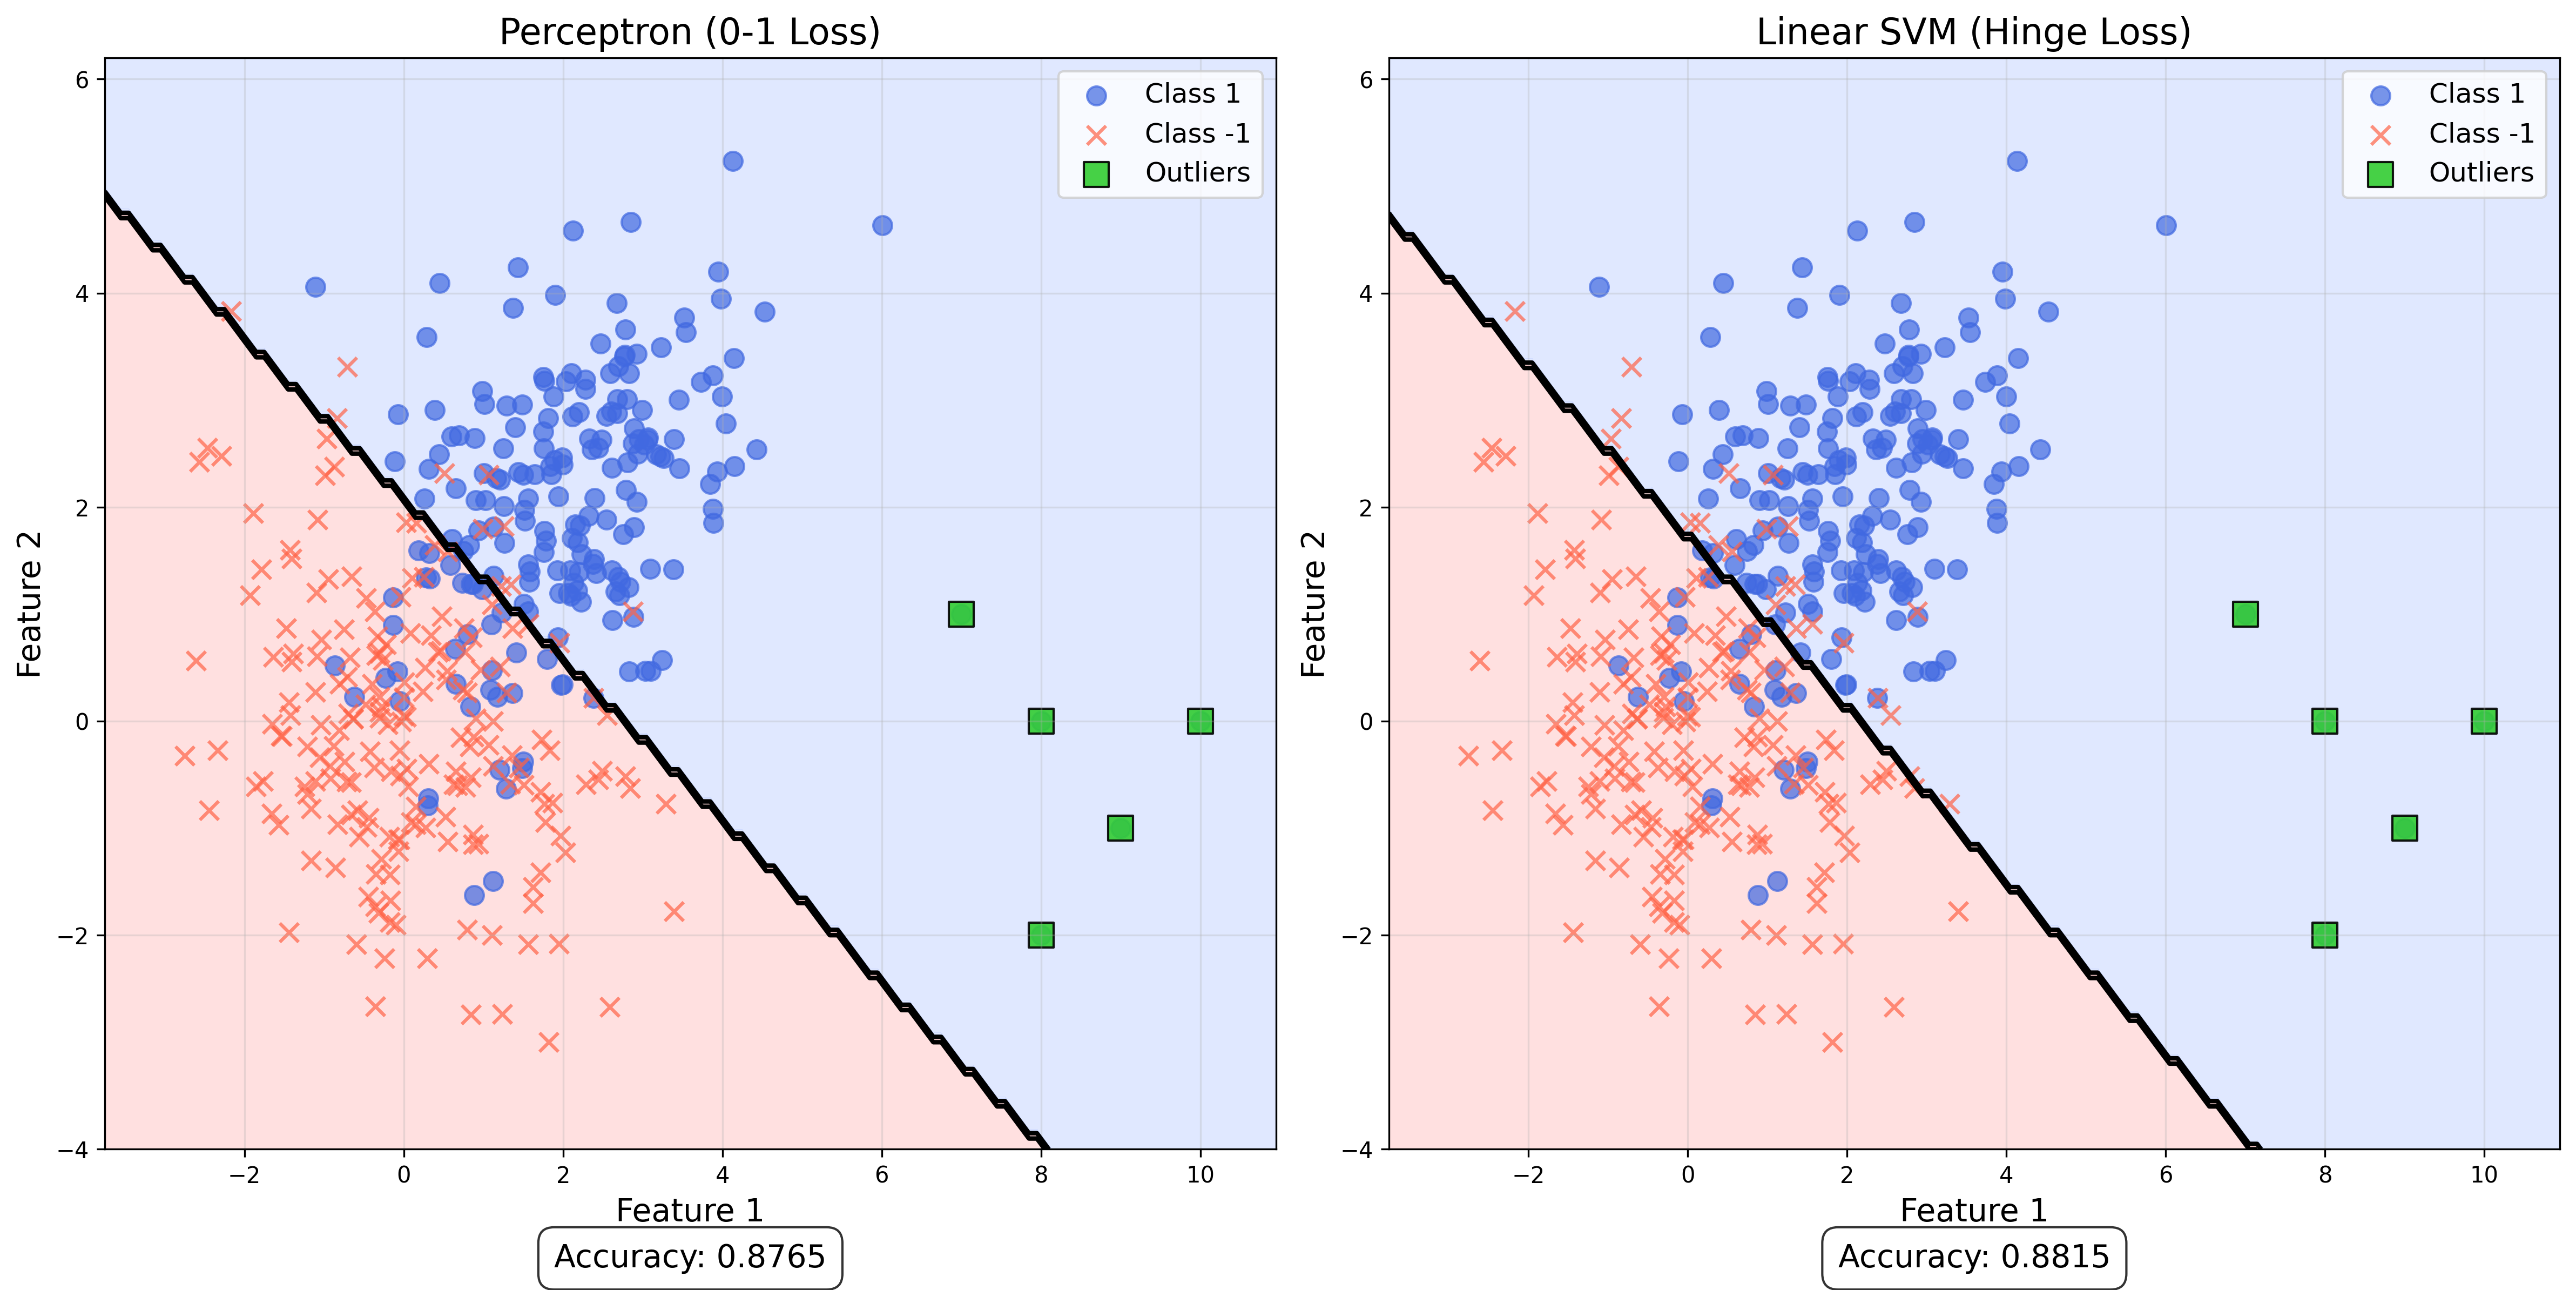 Perceptron (0-1 Loss)
6
4
2
0
−2
−4
Feature 2
Class 1
Class -1
Outliers
−2 0 2 4 6 8 10
Feature 1
Accuracy: 0.8765
Linear SVM (Hinge Loss)
6
4
2
0
−2
−4
Feature 2
Class 1
Class -1
Outliers
−2 0 2 4 6 8 10
Feature 1
Accuracy: 0.8815